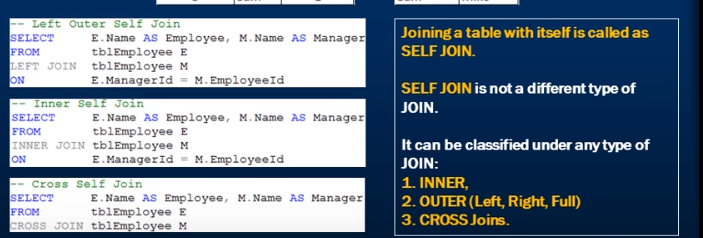 -- Left Outer Self Join
SELECT E.Name AS Employee, M.Name AS Manager
FROM tblEmployee E
LEFT JOIN tblEmployee M
ON E.ManagerId = M.EmployeeId
-- Inner Self Join
SELECT E.Name AS Employee, M.Name AS Manager
FROM tblEmployee E
INNER JOIN tblEmployee M
ON E.ManagerId = M.EmployeeId
-- Cross Self Join
SELECT E.Name AS Employee, M.Name AS Manager
FROM tblEmployee E
CROSS JOIN tblEmployee M
Joining a table with itself is called as
SELF JOIN.
SELF JOIN is not a different type of
JOIN.
It can be classified under any type of
JOIN:
1. INNER,
2. OUTER (Left, Right, Full)
3. CROSS Joins.